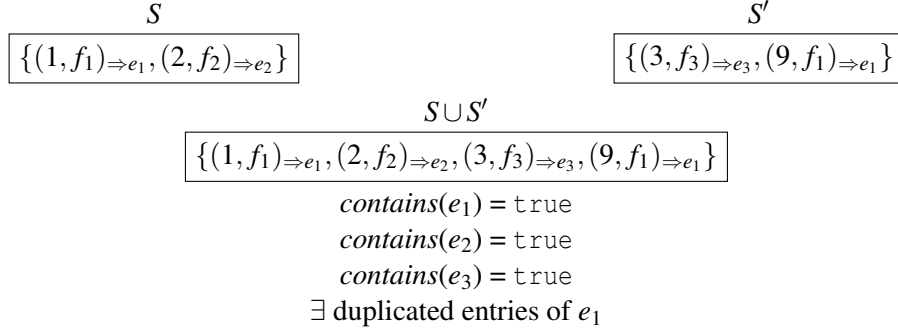 S S′
{(1, f₁)⇒e₁, (2, f₂)⇒e₂} {(3, f₃)⇒e₃, (9, f₁)⇒e₁}
S ∪ S′
{(1, f₁)⇒e₁, (2, f₂)⇒e₂, (3, f₃)⇒e₃, (9, f₁)⇒e₁}
contains(e₁) = true
contains(e₂) = true
contains(e₃) = true
∃ duplicated entries of e₁